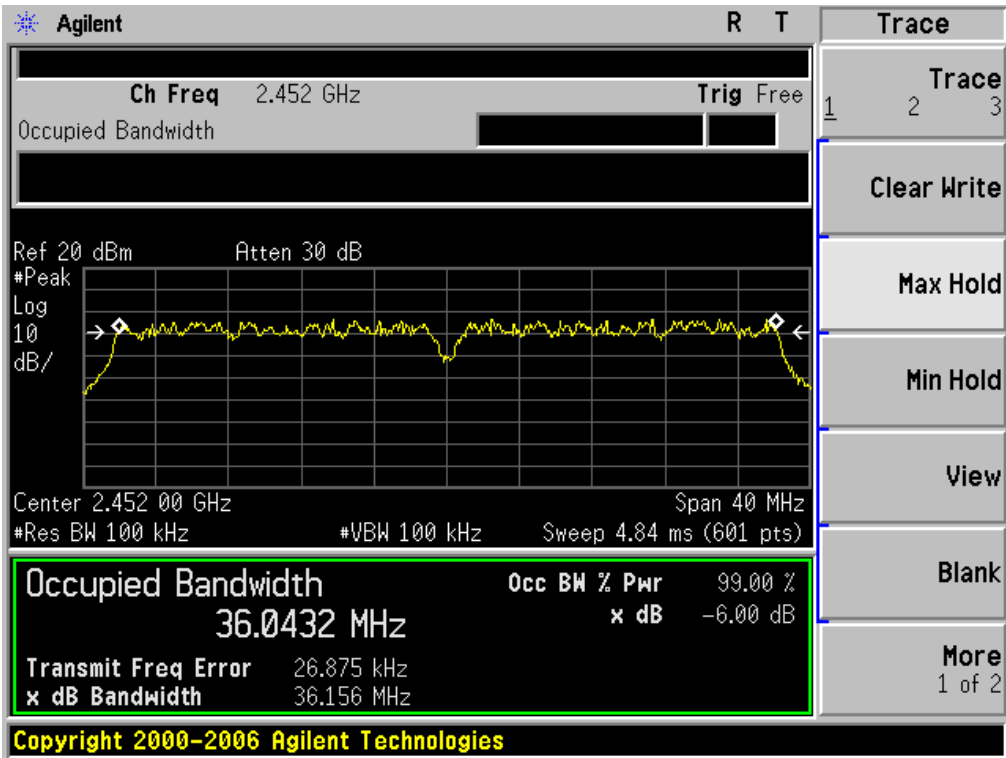 Agilent R T Trace
Ch Freq 2.452 GHz Trig Free
Occupied Bandwidth
Trace
1 2 3
Clear Write
Max Hold
Min Hold
View
Blank
More
1 of 2
Ref 20 dBm Atten 30 dB
#Peak
Log
10
dB/
Center 2.452 00 GHz Span 40 MHz
#Res BW 100 kHz #VBW 100 kHz Sweep 4.84 ms (601 pts)
Occupied Bandwidth Occ BW % Pwr 99.00 %
36.0432 MHz x dB -6.00 dB
Transmit Freq Error 26.875 kHz
x dB Bandwidth 36.156 MHz
Copyright 2000-2006 Agilent Technologies